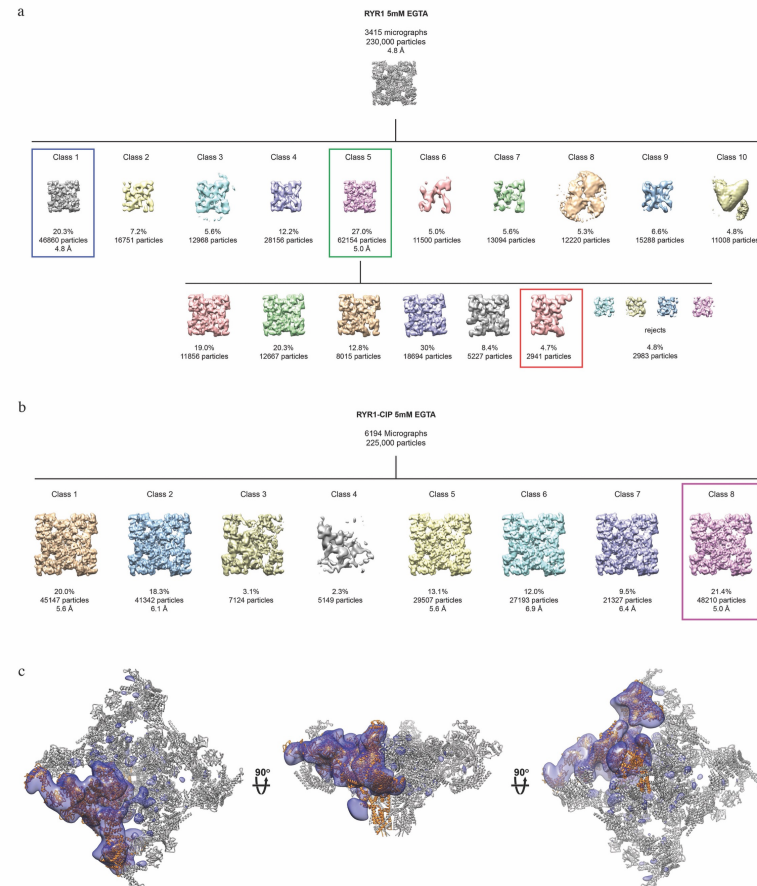 a
RYR1 5mM EGTA
3415 micrographs
230,000 particles
4.8 Å
Class 1 Class 2 Class 3 Class 4 Class 5 Class 6 Class 7 Class 8 Class 9 Class 10
20.3% 7.2% 5.6% 12.2% 27.0% 5.0% 5.6% 5.3% 6.6% 4.8%
46860 particles 16751 particles 12968 particles 28156 particles 62154 particles 11500 particles 13094 particles 12220 particles 15288 particles 11008 particles
4.8 Å 5.0 Å
rejects
19.0% 20.3% 12.8% 30% 8.4% 4.7% 4.8%
11856 particles 12667 particles 8015 particles 18694 particles 5227 particles 2941 particles 2983 particles
b
RYR1-CIP 5mM EGTA
6194 Micrographs
225,000 particles
Class 1 Class 2 Class 3 Class 4 Class 5 Class 6 Class 7 Class 8
20.0% 18.3% 3.1% 2.3% 13.1% 12.0% 9.5% 21.4%
45147 particles 41342 particles 7124 particles 5149 particles 29507 particles 27193 particles 21327 particles 48210 particles
5.6 Å 6.1 Å 5.6 Å 6.9 Å 6.4 Å 5.0 Å
c
90° 90°